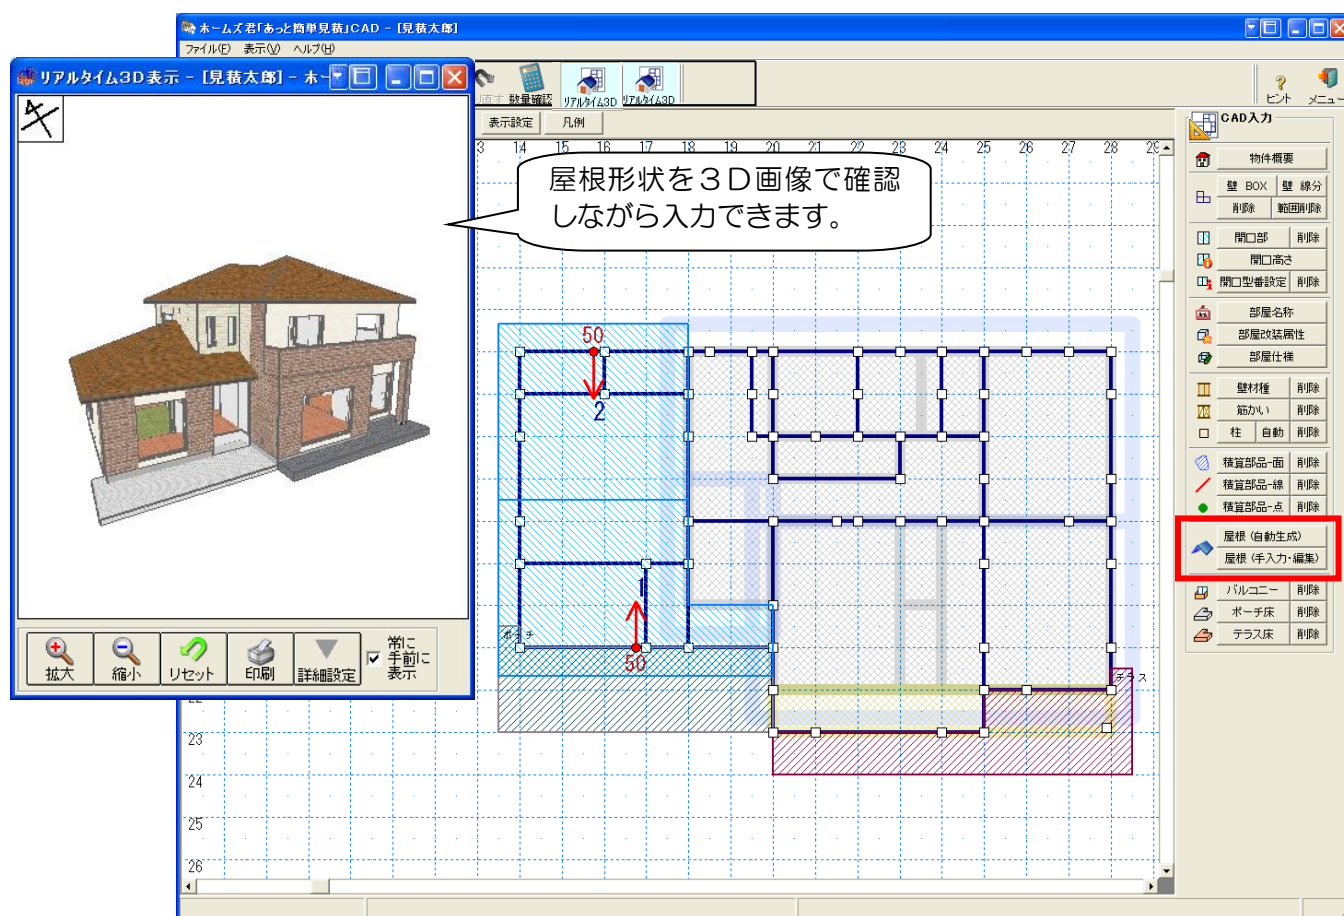 ホームズ君「あっと簡単見積」CAD - [見積太郎]
ファイル(F) 表示(V) ヘルプ(H)
リアルタイム3D表示 - [見積太郎] - ホー
直す 数量確認 リアルタイム3D リアルタイム3D
ヒント メニュー
表示設定 凡例
3 14 15 16 17 18 19 20 21 22 23 24 25 26 27 28 29
屋根形状を３Ｄ画像で確認
しながら入力できます。
50
2
1
50
ポーチ
テラス
22
23
24
25
26
拡大 縮小 リセット 印刷 詳細設定
常に
手前に
表示
CAD入力
物件概要
壁 BOX 壁 線分
削除 範囲削除
開口部 削除
開口高さ
開口型番設定 削除
部屋名称
部屋改装属性
部屋仕様
壁材種 削除
筋かい 削除
柱 自動 削除
積算部品-面 削除
積算部品-線 削除
積算部品-点 削除
屋根(自動生成)
屋根(手入力・編集)
バルコニー 削除
ポーチ床 削除
テラス床 削除